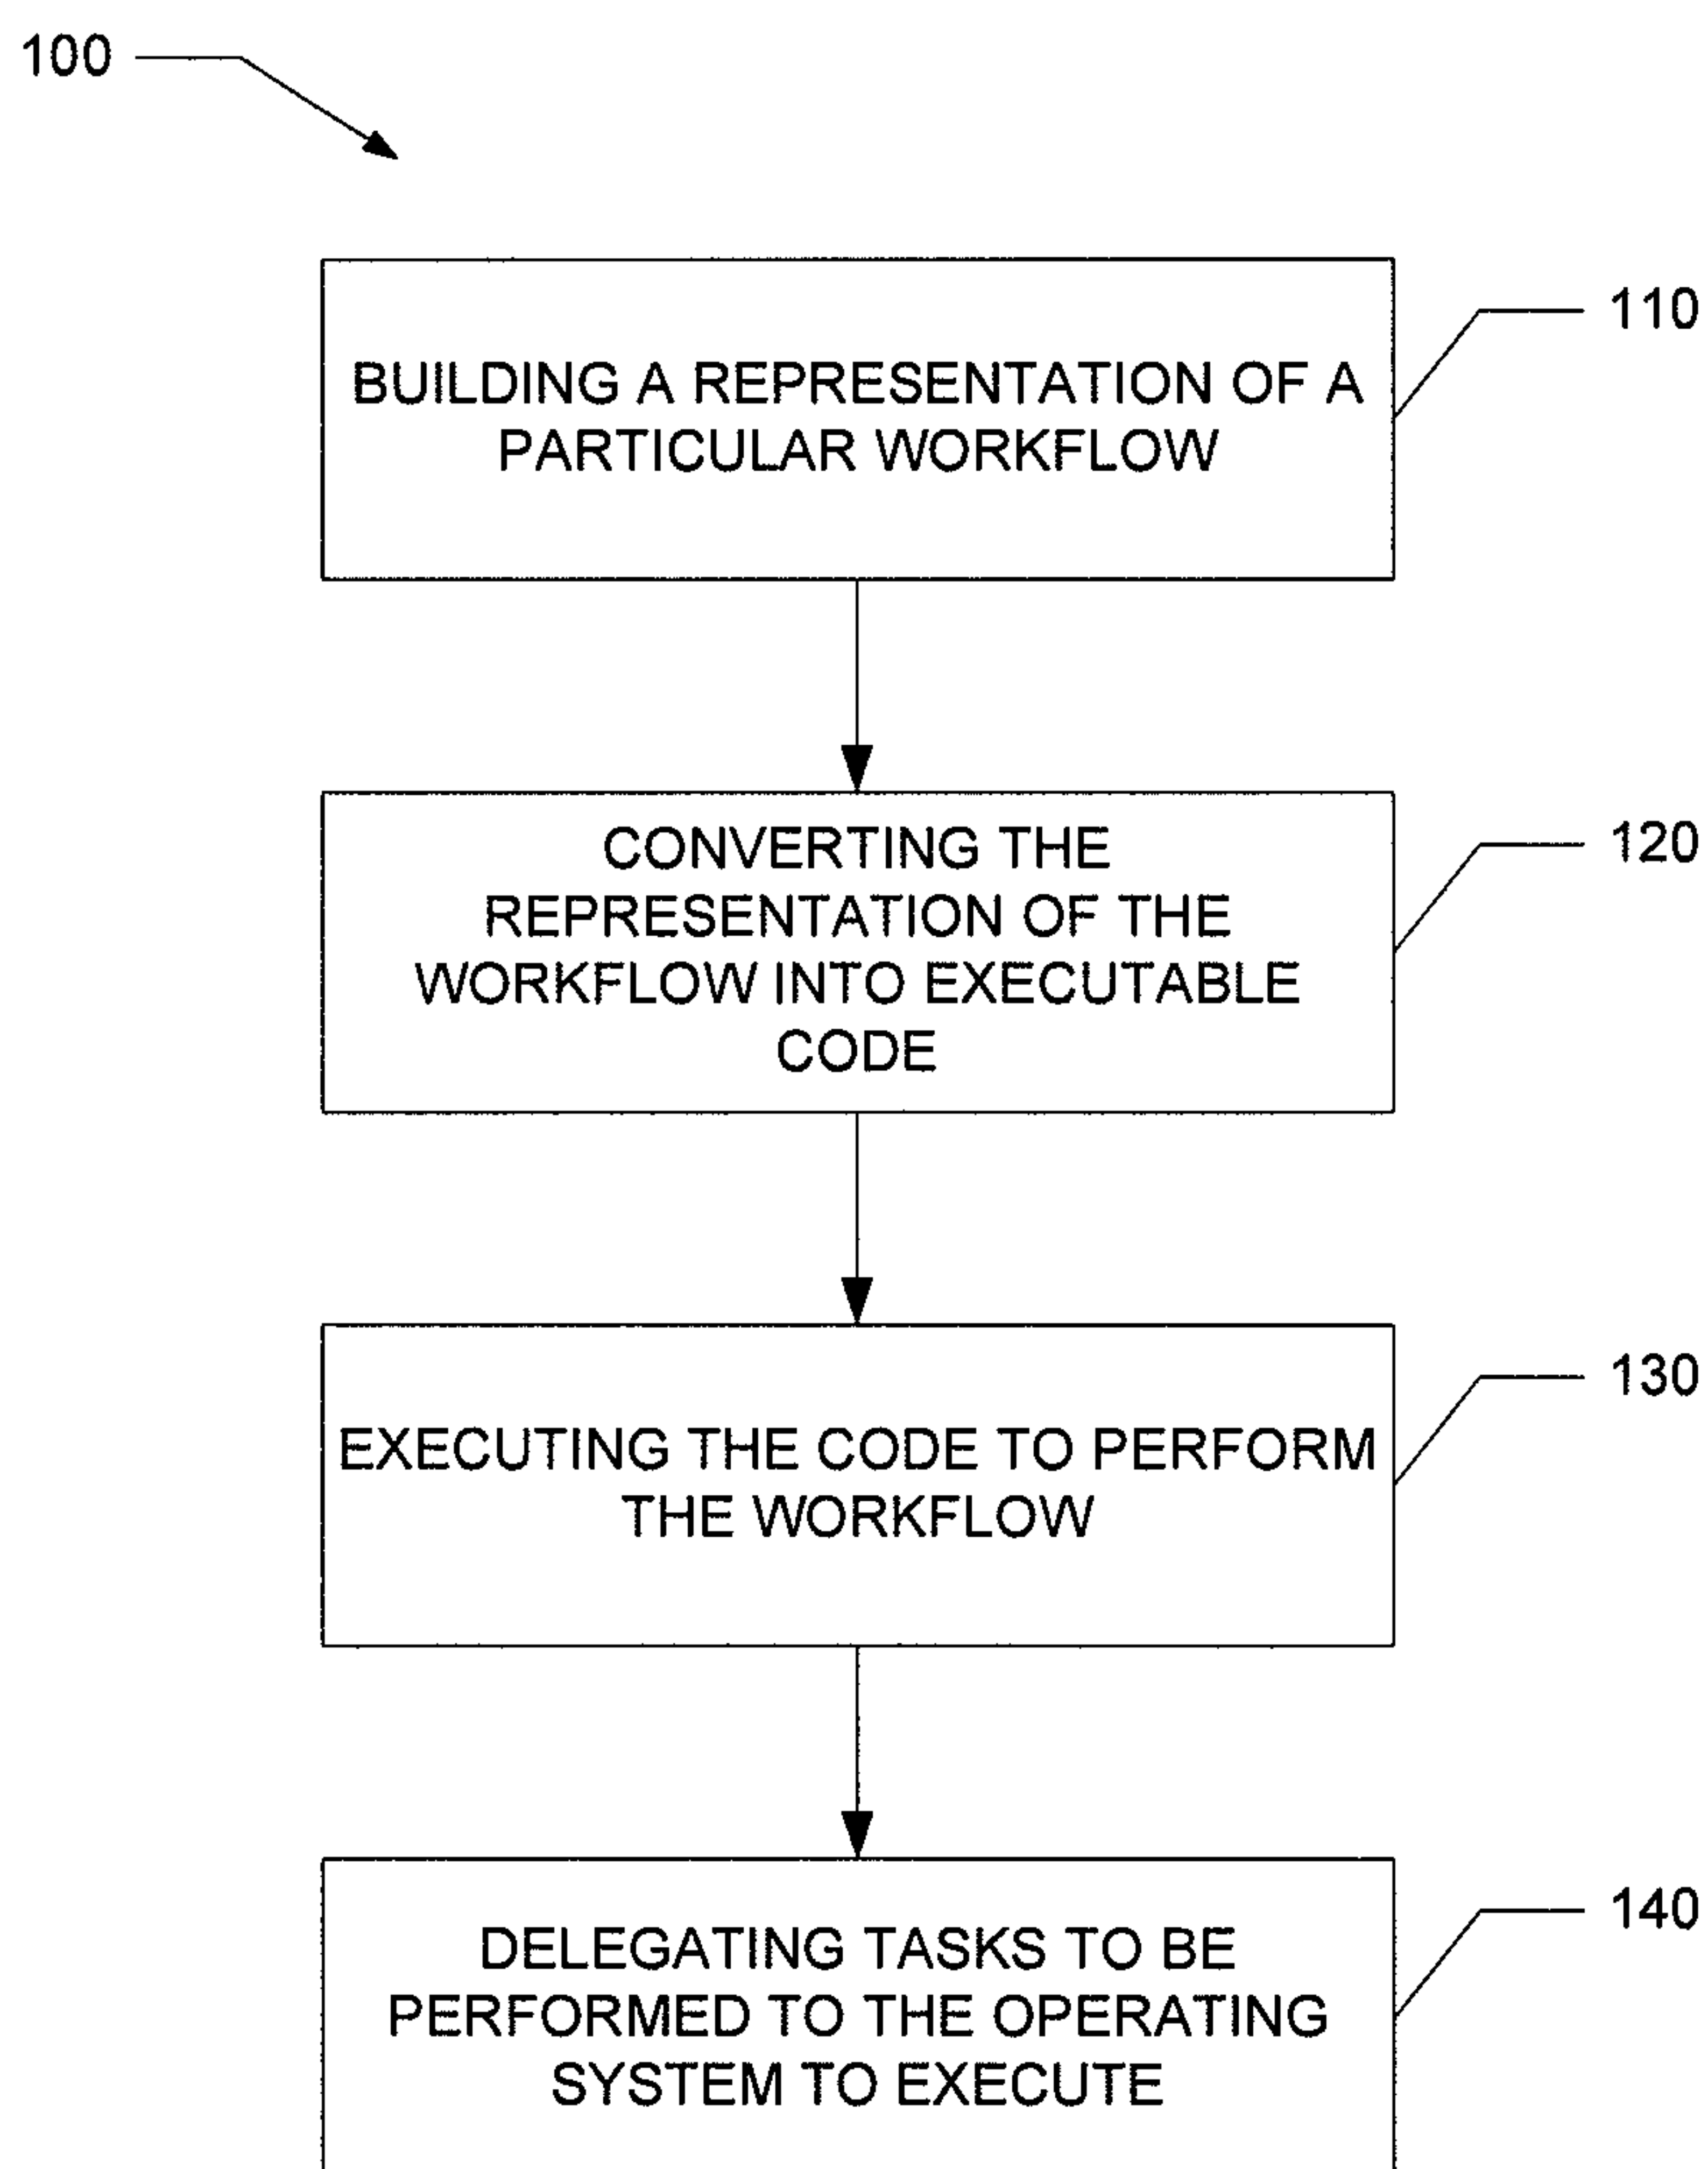 100
110
BUILDING A REPRESENTATION OF A
PARTICULAR WORKFLOW
120
CONVERTING THE
REPRESENTATION OF THE
WORKFLOW INTO EXECUTABLE
CODE
130
EXECUTING THE CODE TO PERFORM
THE WORKFLOW
140
DELEGATING TASKS TO BE
PERFORMED TO THE OPERATING
SYSTEM TO EXECUTE